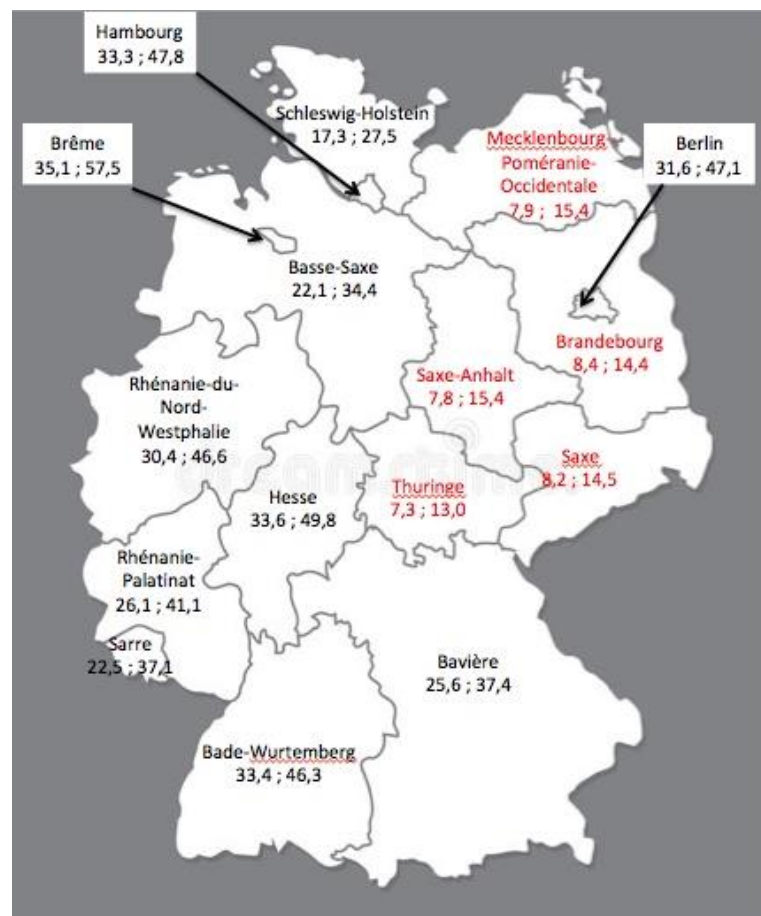 Hambourg
33,3 ; 47,8
Schleswig-Holstein
17,3 ; 27,5
Brême
35,1 ; 57,5
Mecklenbourg
Poméranie-
Occidentale
7,9 ; 15,4
Berlin
31,6 ; 47,1
Basse-Saxe
22,1 ; 34,4
Brandebourg
8,4 ; 14,4
Saxe-Anhalt
7,8 ; 15,4
Rhénanie-du-
Nord-
Westphalie
30,4 ; 46,6
Saxe
8,2 ; 14,5
Thuringe
7,3 ; 13,0
Hesse
33,6 ; 49,8
Rhénanie-
Palatinat
26,1 ; 41,1
Sarre
22,5 ; 37,1
Bavière
25,6 ; 37,4
Bade-Wurtemberg
33,4 ; 46,3